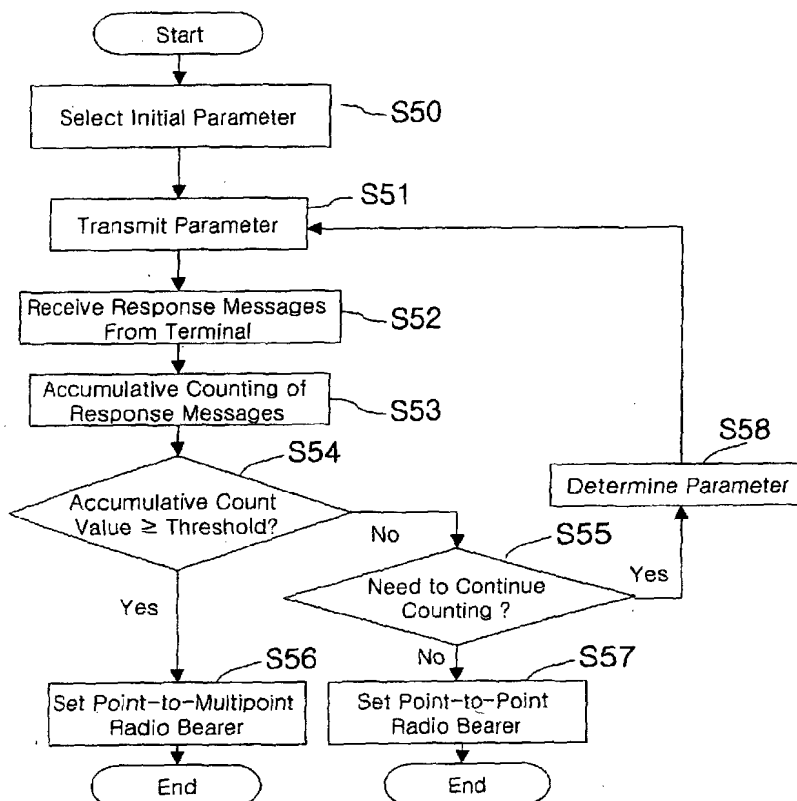 Start
Select Initial Parameter
S50
Transmit Parameter
S51
Receive Response Messages
From Terminal
S52
Accumulative Counting of
Response Messages
S53
Accumulative Count
Value ≥ Threshold?
S54
No
Yes
Need to Continue
Counting ?
S55
Yes
No
Determine Parameter
S58
Set Point-to-Multipoint
Radio Bearer
S56
Set Point-to-Point
Radio Bearer
S57
End
End